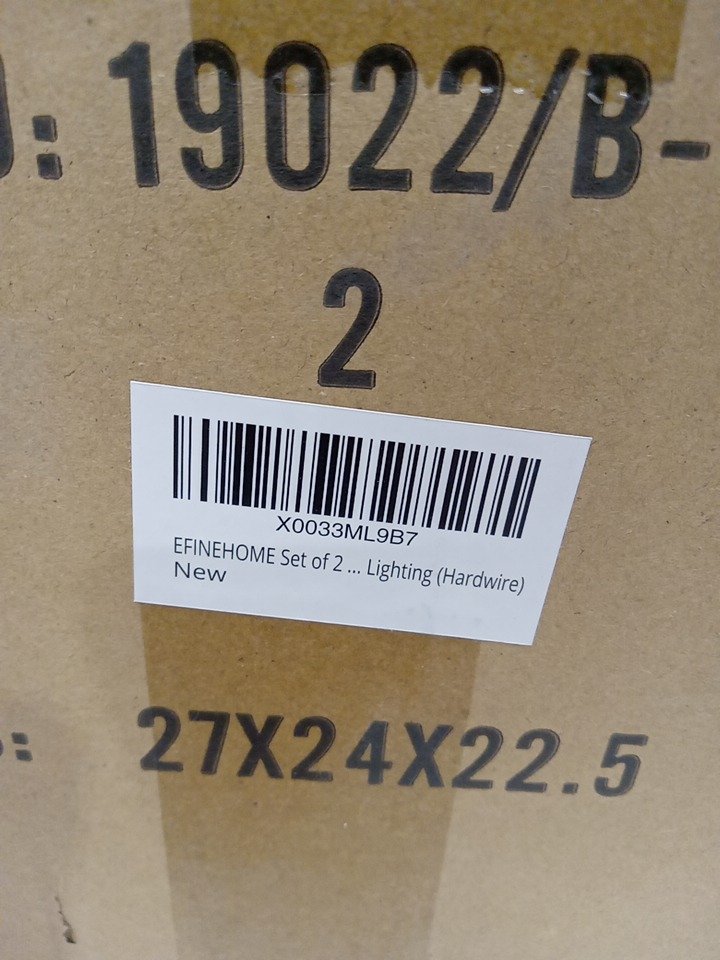 : 19022/B-
2
X0033ML9B7
EFINEHOME Set of 2 ... Lighting (Hardwire)
New
: 27X24X22.5